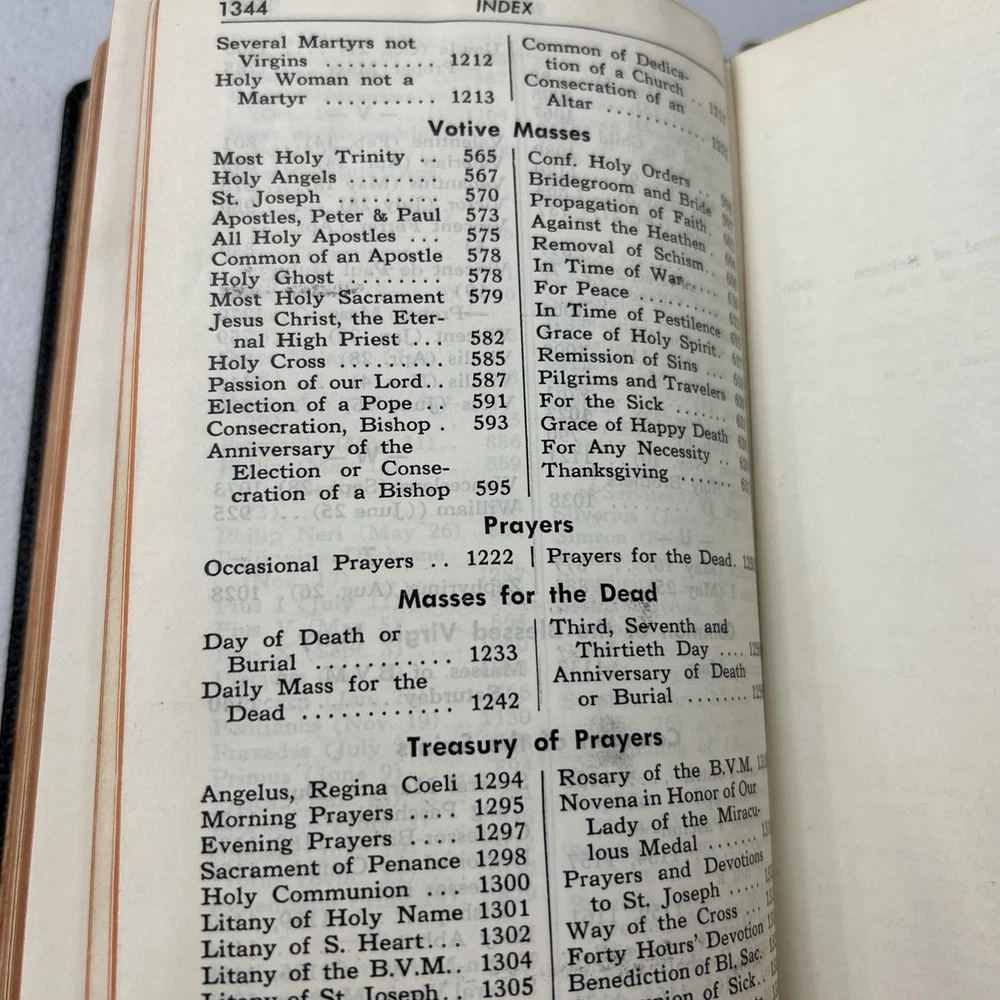 1344 INDEX
Several Martyrs not
Virgins .......... 1212
Holy Woman not a
Martyr .......... 1213
Common of Dedica-
tion of a Church ..
Consecration of an
Altar ............
Votive Masses
Most Holy Trinity .. 565
Holy Angels ........ 567
St. Joseph ......... 570
Apostles, Peter & Paul 573
All Holy Apostles ... 575
Common of an Apostle 578
Holy Ghost ......... 578
Most Holy Sacrament 579
Jesus Christ, the Eter-
nal High Priest ... 582
Holy Cross ......... 585
Passion of our Lord.. 587
Election of a Pope .. 591
Consecration, Bishop . 593
Anniversary of the
Election or Conse-
cration of a Bishop 595
Conf. Holy Orders ..
Bridegroom and Bride
Propagation of Faith.
Against the Heathen .
Removal of Schism..
In Time of War.....
For Peace .........
In Time of Pestilence
Grace of Holy Spirit.
Remission of Sins ...
Pilgrims and Travelers
For the Sick .......
Grace of Happy Death
For Any Necessity ..
Thanksgiving .......
Prayers
Occasional Prayers .. 1222
Prayers for the Dead.
Masses for the Dead
Day of Death or
Burial ........... 1233
Daily Mass for the
Dead ............ 1242
Third, Seventh and
Thirtieth Day ....
Anniversary of Death
or Burial ........
Treasury of Prayers
Angelus, Regina Coeli 1294
Morning Prayers .... 1295
Evening Prayers .... 1297
Sacrament of Penance 1298
Holy Communion ... 1300
Litany of Holy Name 1301
Litany of S. Heart... 1302
Litany of the B.V.M.. 1304
Litany of St. Joseph.. 1305
Rosary of the B.V.M.
Novena in Honor of Our
Lady of the Miracu-
lous Medal .......
Prayers and Devotions
to St. Joseph .....
Way of the Cross ...
Forty Hours' Devotion
Benediction of Bl. Sac.
of Sick..